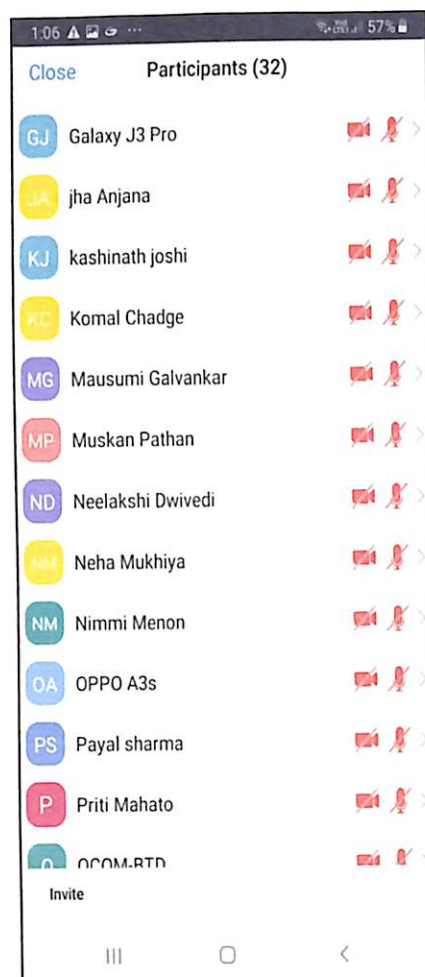 1:06 57%
Close Participants (32)
GJ Galaxy J3 Pro
JA jha Anjana
KJ kashinath joshi
KC Komal Chadge
MG Mausumi Galvankar
MP Muskan Pathan
ND Neelakshi Dwivedi
NM Neha Mukhiya
NM Nimmi Menon
OA OPPO A3s
PS Payal sharma
P Priti Mahato
Invite